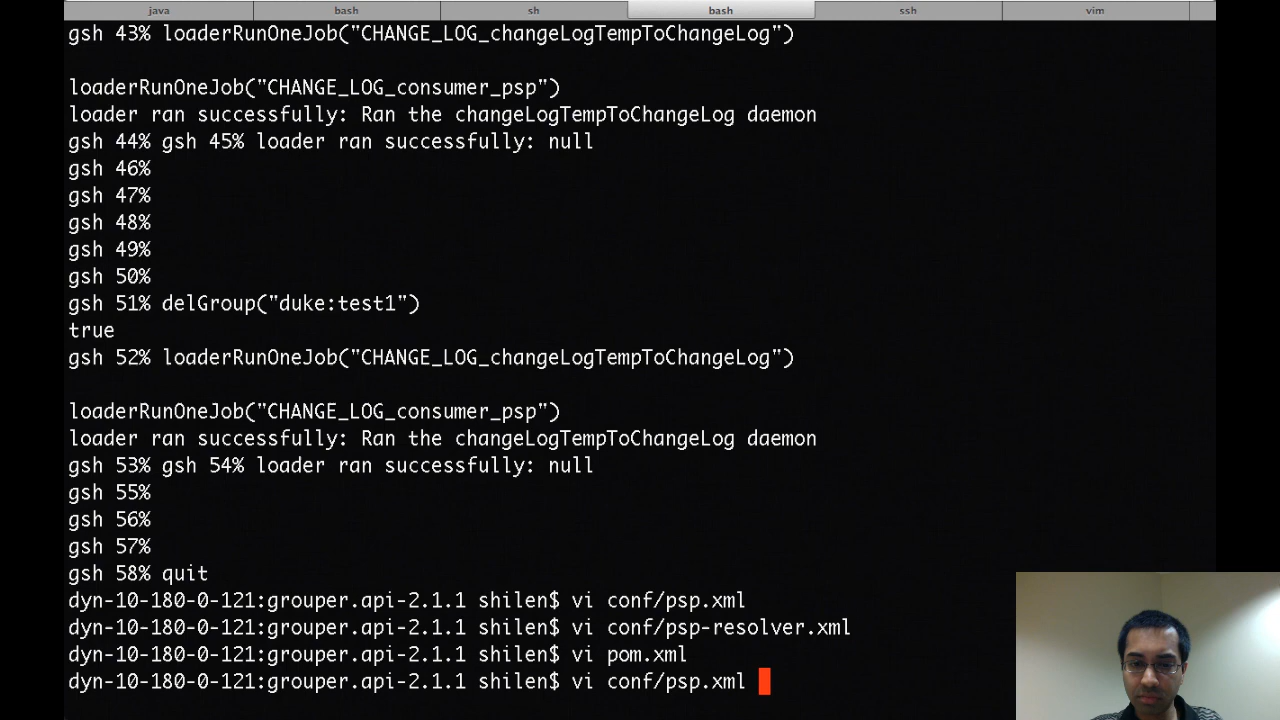 java bash sh bash ssh vim
gsh 43% loaderRunOneJob("CHANGE_LOG_changeLogTempToChangeLog")
loaderRunOneJob("CHANGE_LOG_consumer_psp")
loader ran successfully: Ran the changeLogTempToChangeLog daemon
gsh 44% gsh 45% loader ran successfully: null
gsh 46%
gsh 47%
gsh 48%
gsh 49%
gsh 50%
gsh 51% delGroup("duke:test1")
true
gsh 52% loaderRunOneJob("CHANGE_LOG_changeLogTempToChangeLog")
loaderRunOneJob("CHANGE_LOG_consumer_psp")
loader ran successfully: Ran the changeLogTempToChangeLog daemon
gsh 53% gsh 54% loader ran successfully: null
gsh 55%
gsh 56%
gsh 57%
gsh 58% quit
dyn-10-180-0-121:grouper.api-2.1.1 shilen$ vi conf/psp.xml
dyn-10-180-0-121:grouper.api-2.1.1 shilen$ vi conf/psp-resolver.xml
dyn-10-180-0-121:grouper.api-2.1.1 shilen$ vi pom.xml
dyn-10-180-0-121:grouper.api-2.1.1 shilen$ vi conf/psp.xml